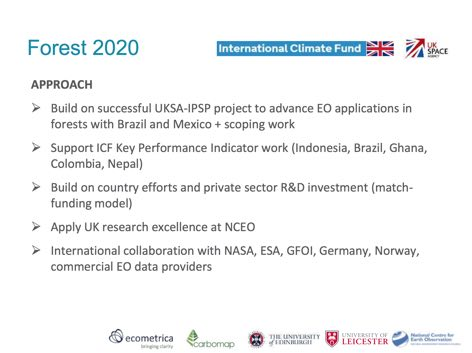 Forest 2020
International Climate Fund
UK
SPACE
AGENCY
APPROACH
Build on successful UKSA-IPSP project to advance EO applications in
forests with Brazil and Mexico + scoping work
Support ICF Key Performance Indicator work (Indonesia, Brazil, Ghana,
Colombia, Nepal)
Build on country efforts and private sector R&D investment (match-
funding model)
Apply UK research excellence at NCEO
International collaboration with NASA, ESA, GFOI, Germany, Norway,
commercial EO data providers
ecometrica
bringing clarity
carbomap
THE UNIVERSITY
of EDINBURGH
UNIVERSITY OF
LEICESTER
National Centre for
Earth Observation